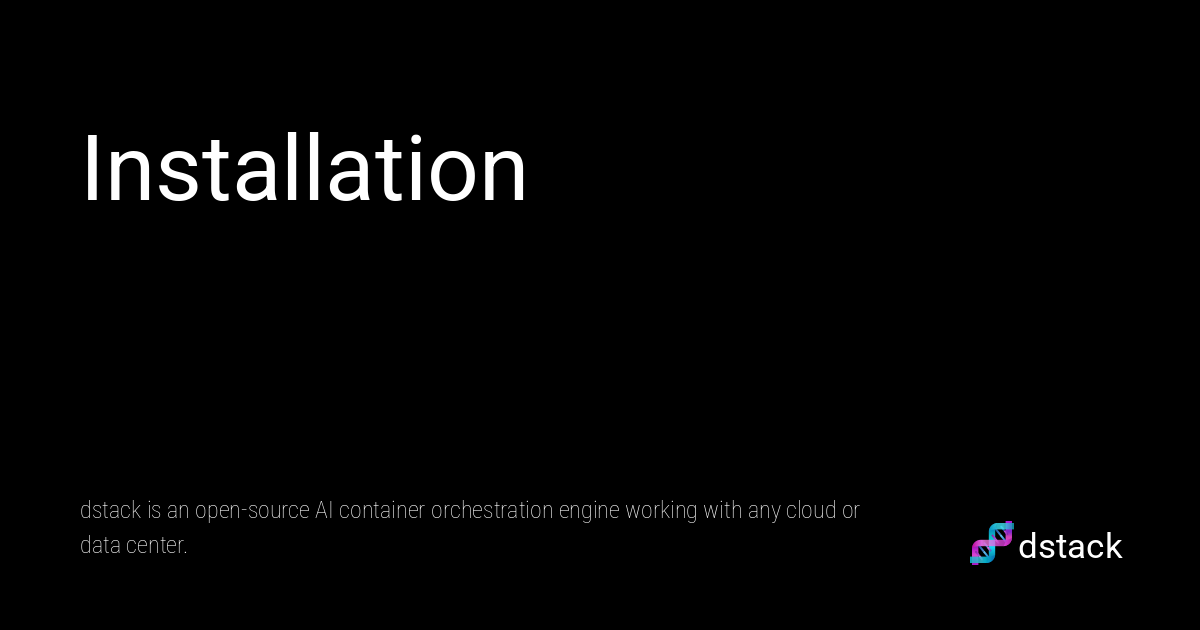 Installation
dstack is an open-source AI container orchestration engine working with any cloud or
data center.
dstack